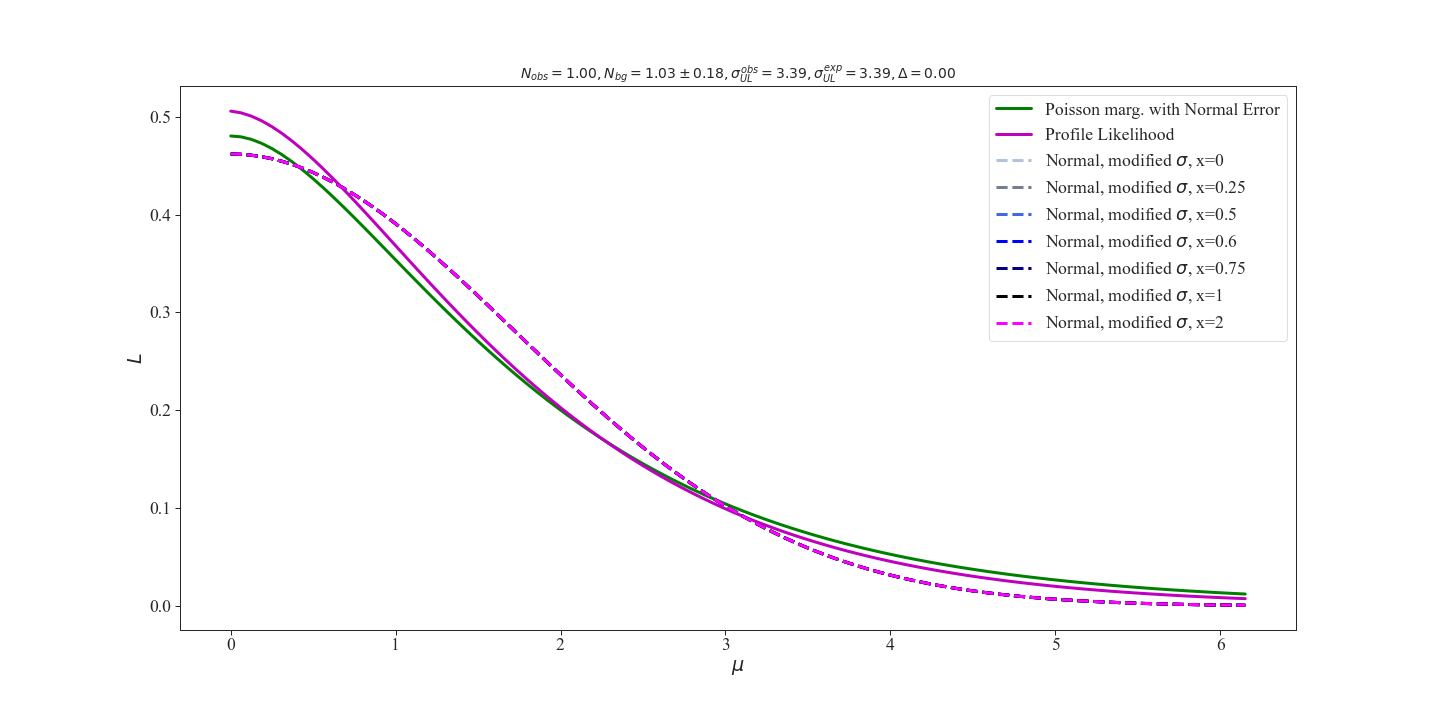 N_obs = 1.00, N_bg = 1.03 ± 0.18, σ_UL^obs = 3.39, σ_UL^exp = 3.39, Δ = 0.00
Poisson marg. with Normal Error
Profile Likelihood
Normal, modified σ, x=0
Normal, modified σ, x=0.25
Normal, modified σ, x=0.5
Normal, modified σ, x=0.6
Normal, modified σ, x=0.75
Normal, modified σ, x=1
Normal, modified σ, x=2
0.5
0.4
0.3
0.2
0.1
0.0
L
0 1 2 3 4 5 6
μ